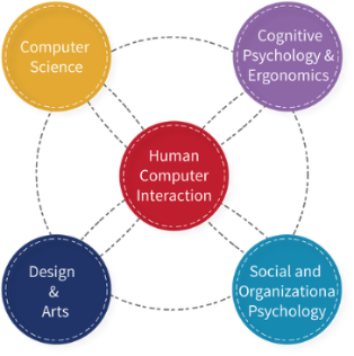 Computer
Science
Cognitive
Psychology &
Ergonomics
Human
Computer
Interaction
Design
&
Arts
Social and
Organizationa
Psychology